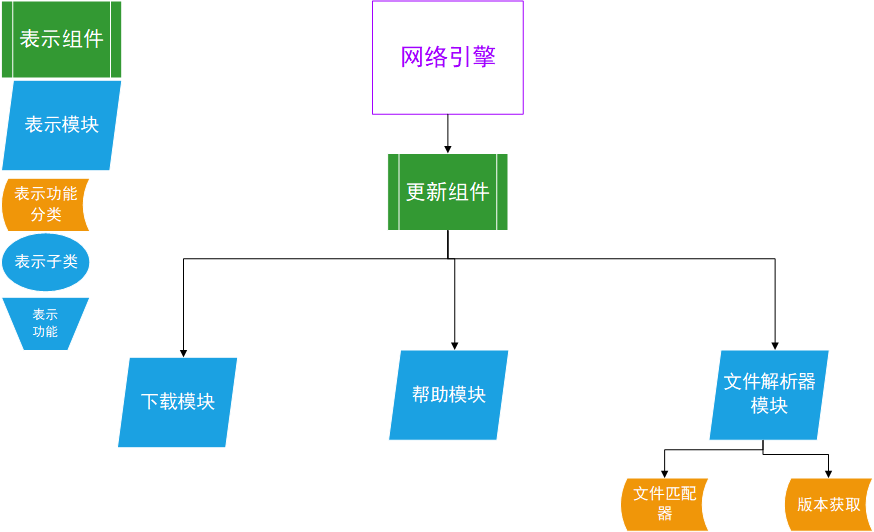 表示组件
表示模块
表示功能
分类
表示子类
表示
功能
网络引擎
更新组件
下载模块
帮助模块
文件解析器
模块
文件匹配
器
版本获取